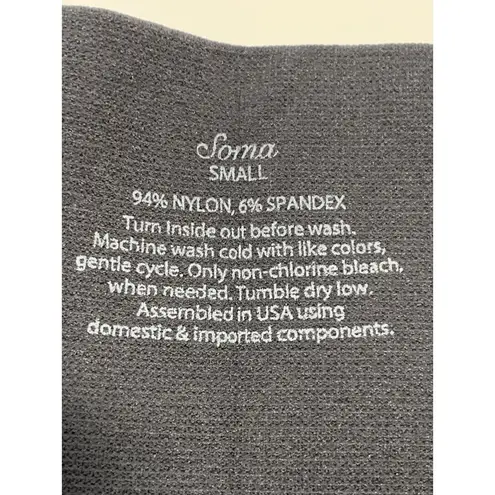 Soma
SMALL
94% NYLON, 6% SPANDEX
Turn Inside out before wash.
Machine wash cold with like colors,
gentle cycle. Only non-chlorine bleach,
when needed. Tumble dry low.
Assembled in USA using
domestic & imported components.